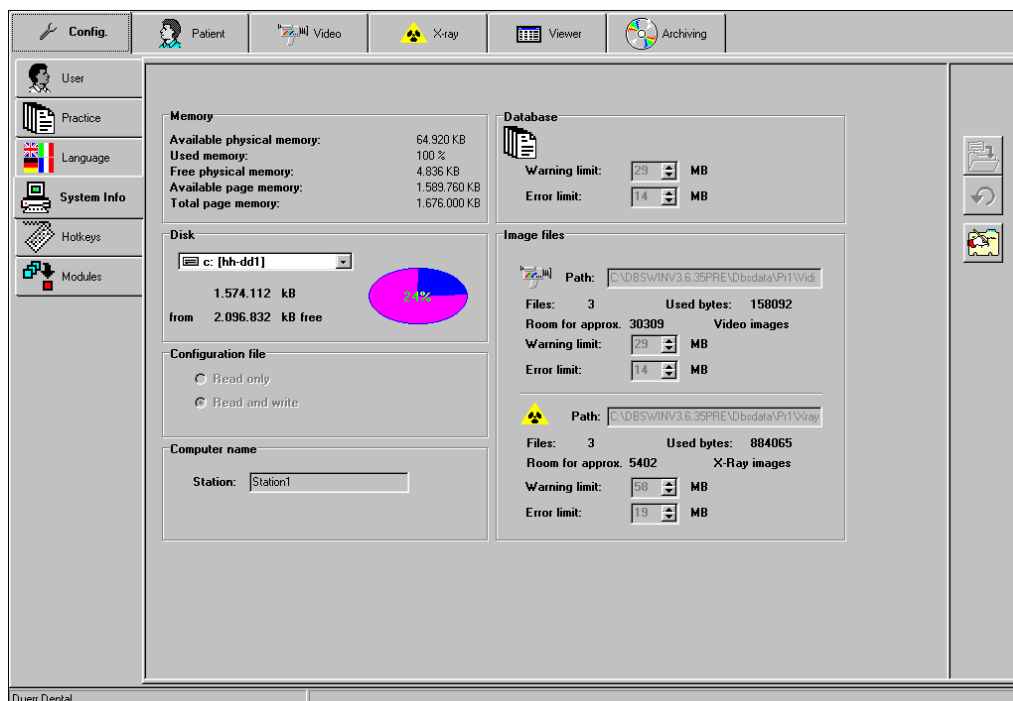 Config.
Patient
Video
X-ray
Viewer
Archiving
User
Practice
Language
System Info
Hotkeys
Modules
Memory
Available physical memory: 64.920 KB
Used memory: 100 %
Free physical memory: 4.836 KB
Available page memory: 1.589.760 KB
Total page memory: 1.676.000 KB
Disk
c: [hh-dd1]
1.574.112 kB
24%
from 2.096.832 kB free
Configuration file
Read only
Read and write
Computer name
Station: Station1
Database
Warning limit: 29 MB
Error limit: 14 MB
Image files
Path: C:\DBSWINV3.6.35PRE\Dbsdata\Pr1\Vidi
Files: 3 Used bytes: 158092
Room for approx. 30309 Video images
Warning limit: 29 MB
Error limit: 14 MB
Path: C:\DBSWINV3.6.35PRE\Dbsdata\Pr1\Xray
Files: 3 Used bytes: 884065
Room for approx. 5402 X-Ray images
Warning limit: 58 MB
Error limit: 19 MB
Duerr Dental